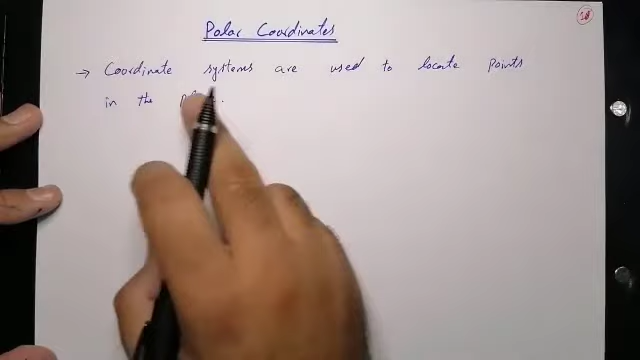 Polar Coordinates
→ Coordinate systems are used to locate points
in the